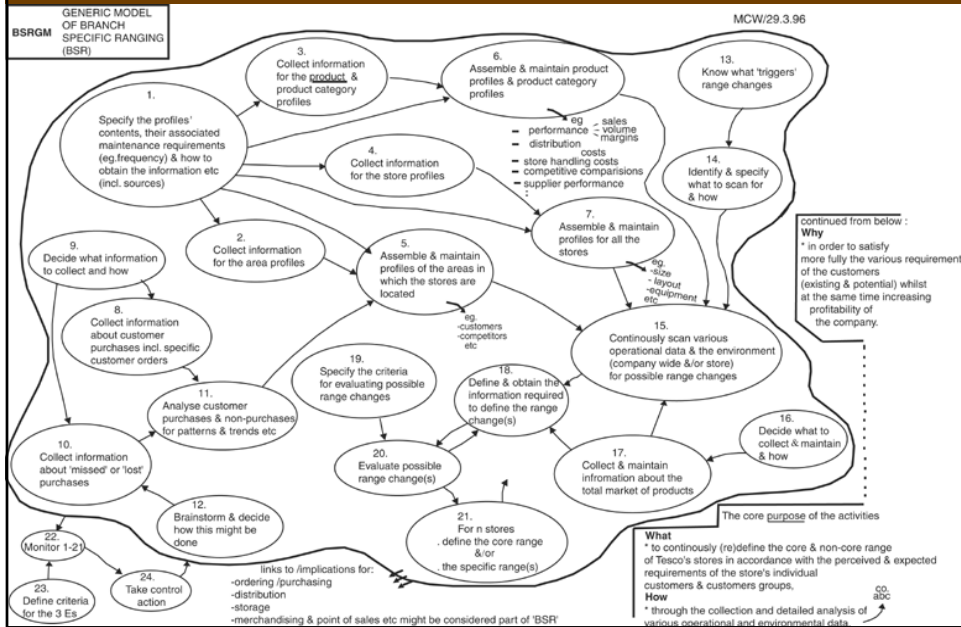 BSRGM
GENERIC MODEL
OF BRANCH
SPECIFIC RANGING
(BSR)
MCW/29.3.96
1.
Specify the profiles'
contents, their associated
maintenance requirements
(eg.frequency) & how to
obtain the information etc
(incl. sources)
3.
Collect information
for the product &
product category
profiles
6.
Assemble & maintain product
profiles & product category
profiles
eg
performance
sales
volume
margins
distribution
costs
store handling costs
competitive comparisions
supplier performance
:
13.
Know what 'triggers'
range changes
4.
Collect information
for the store profiles
14.
Identify & specify
what to scan for
& how
2.
Collect information
for the area profiles
5.
Assemble & maintain
profiles of the areas in
which the stores are
located
eg.
-customers
-competitors
etc
7.
Assemble & maintain
profiles for all the
stores
eg.
-size
- layout
-equipment
etc
continued from below :
Why
* in order to satisfy
more fully the various requirement
of the customers
(existing & potential) whilst
at the same time increasing
profitability of
the company.
9.
Decide what information
to collect and how
8.
Collect information
about customer
purchases incl. specific
customer orders
11.
Analyse customer
purchases & non-purchases
for patterns & trends etc
10.
Collect information
about 'missed' or 'lost'
purchases
12.
Brainstorm & decide
how this might be
done
19.
Specify the criteria
for evaluating possible
range changes
18.
Define & obtain the
information required
to define the range
change(s)
15.
Continously scan various
operational data & the environment
(company wide &/or store)
for possible range changes
16.
Decide what to
collect & maintain
& how
17.
Collect & maintain
infromation about the
total market of products
20.
Evaluate possible
range change(s)
21.
For n stores
. define the core range
&/or
. the specific range(s)
22.
Monitor 1-21
23.
Define criteria
for the 3 Es
24.
Take control
action
links to /implications for:
-ordering /purchasing
-distribution
-storage
-merchandising & point of sales etc might be considered part of 'BSR'
The core purpose of the activities
What
* to continously (re)define the core & non-core range
of Tesco's stores in accordance with the perceived & expected
requirements of the store's individual
customers & customers groups,
How
* through the collection and detailed analysis of
various operational and environmental data.
co.
abc